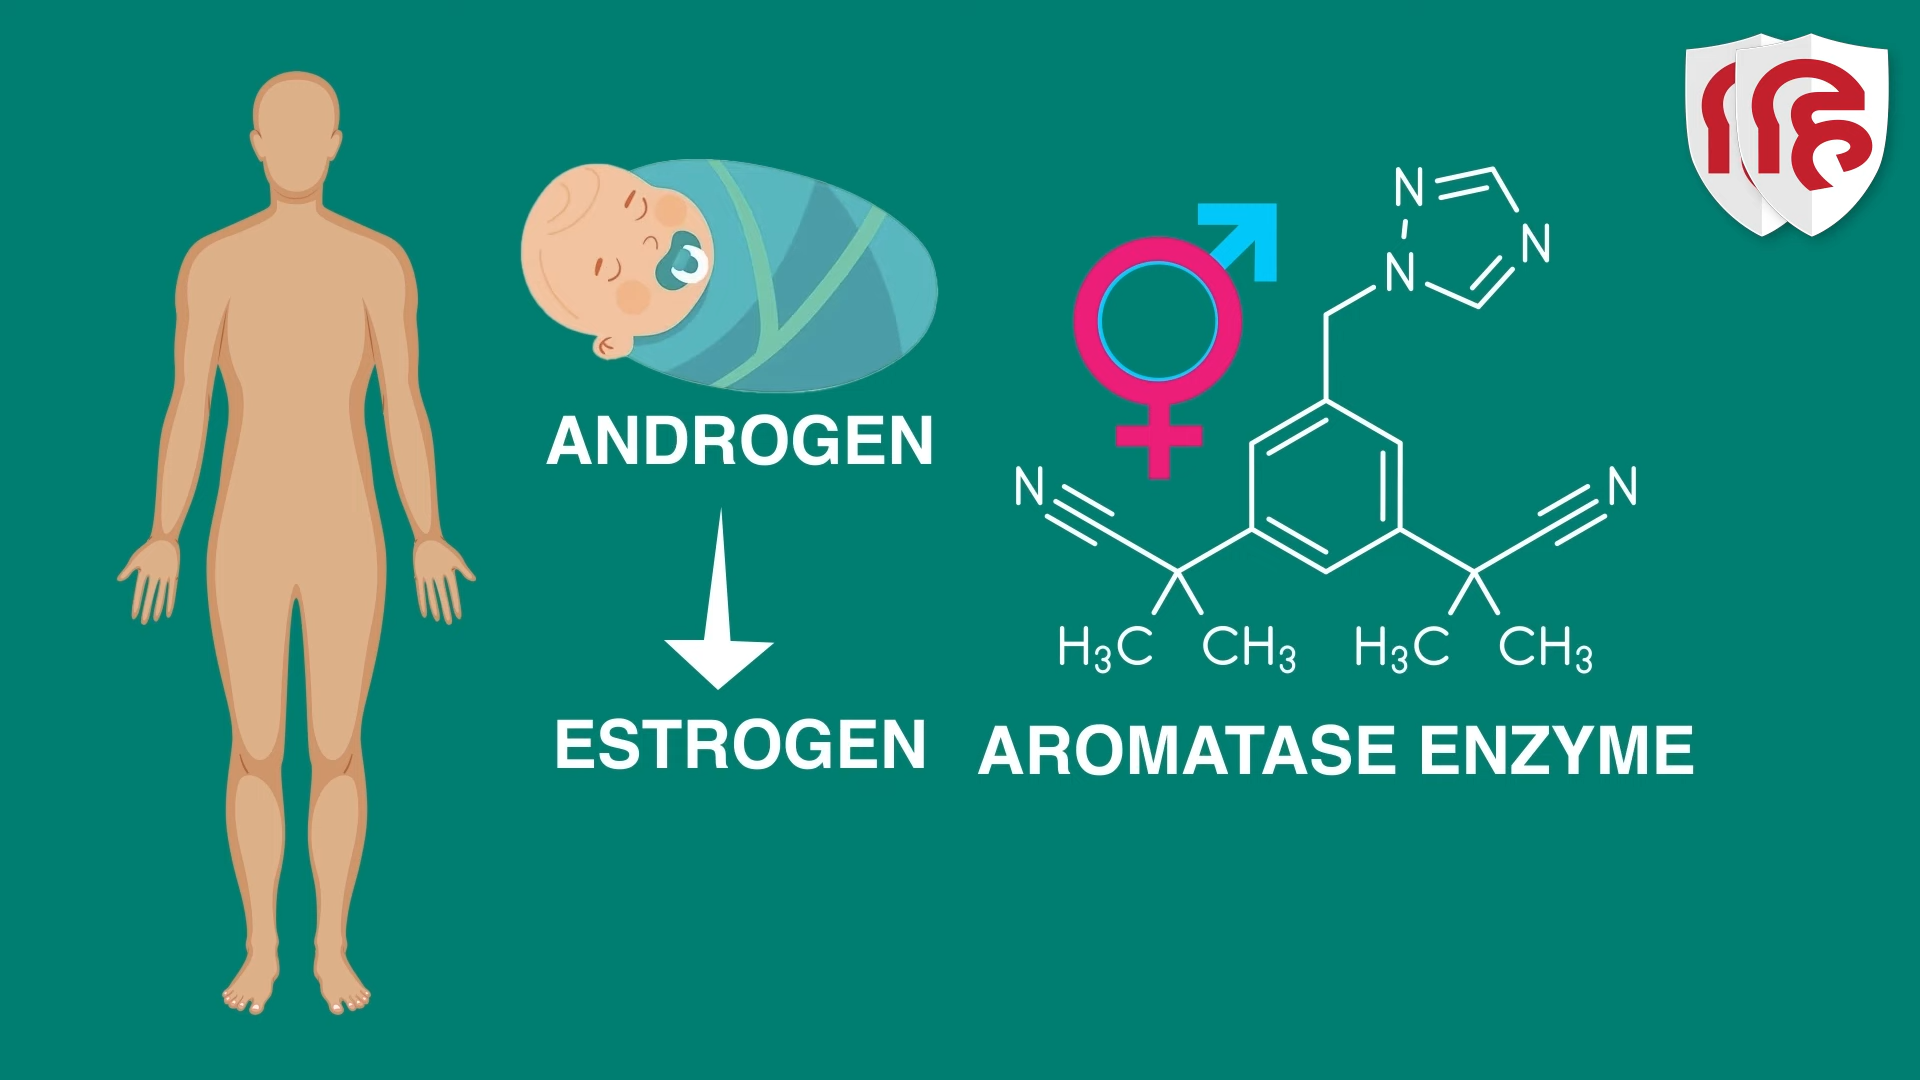 ANDROGEN
ESTROGEN
AROMATASE ENZYME
N
N
N
N
N
H₃C
CH₃
H₃C
CH₃